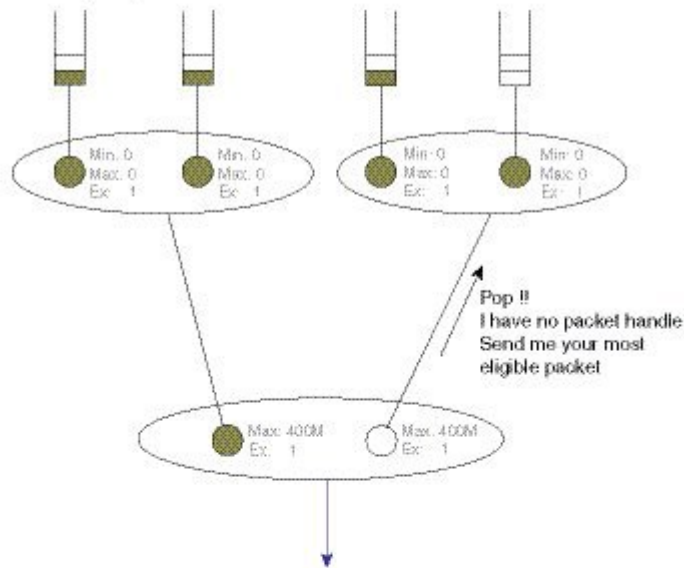 Min. 0
Max: 0
Ex: 1
Min. 0
Max: 0
Ex: 1
Min: 0
Max: 0
Ex: 1
Min: 0
Max: 0
Ex: 1
Pop !!
I have no packet handle
Send me your most
eligible packet
Max: 400M
Ex: 1
Max. 400M
Ex: 1